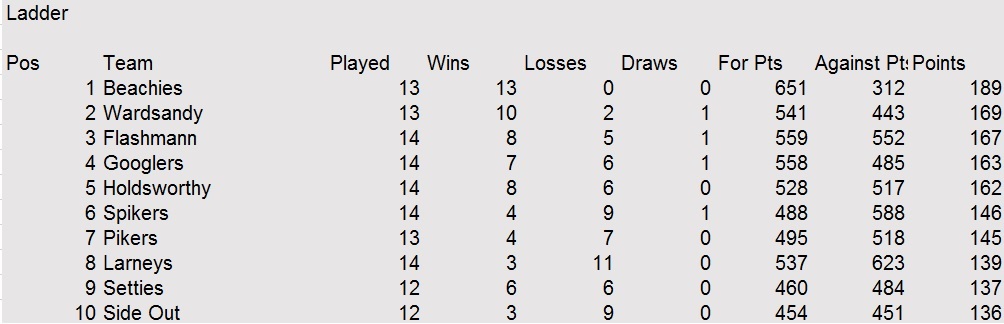 Ladder
Pos Team Played Wins Losses Draws For Pts Against Pts Points
1 Beachies 13 13 0 0 651 312 189
2 Wardsandy 13 10 2 1 541 443 169
3 Flashmann 14 8 5 1 559 552 167
4 Googlers 14 7 6 1 558 485 163
5 Holdsworthy 14 8 6 0 528 517 162
6 Spikers 14 4 9 1 488 588 146
7 Pikers 13 4 7 0 495 518 145
8 Larneys 14 3 11 0 537 623 139
9 Setties 12 6 6 0 460 484 137
10 Side Out 12 3 9 0 454 451 136